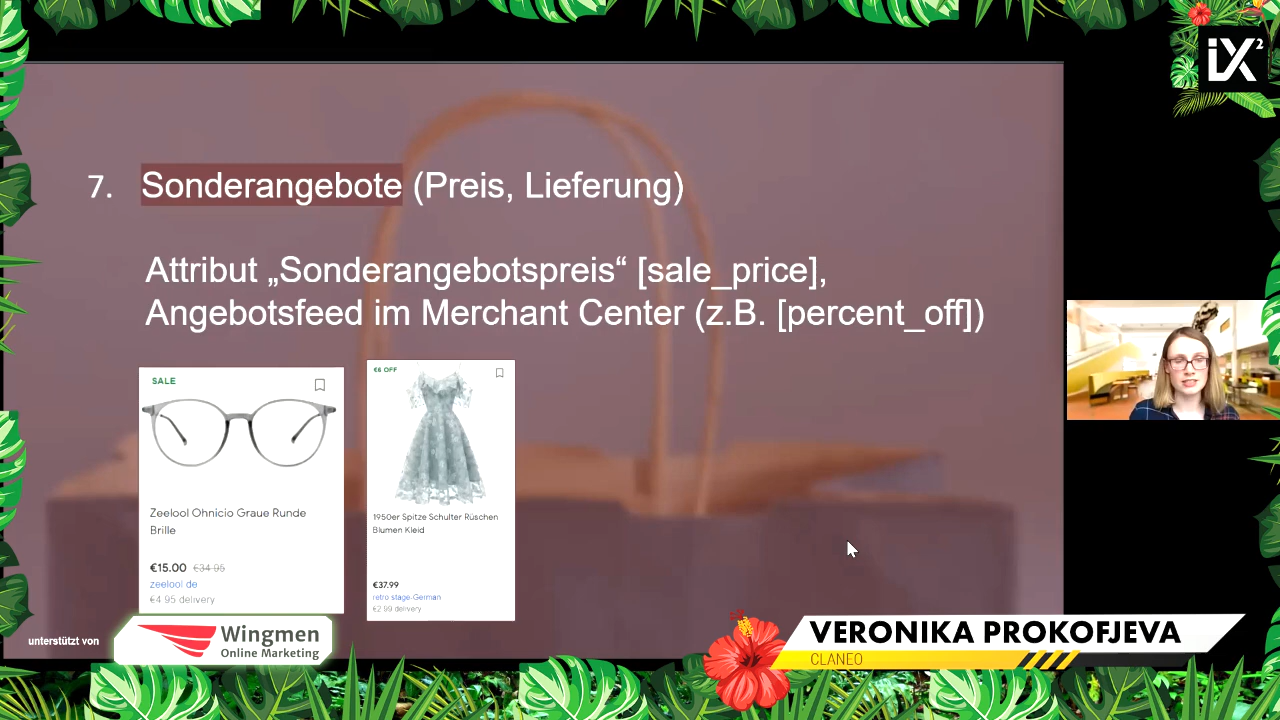 iX²
7. Sonderangebote (Preis, Lieferung)
Attribut „Sonderangebotspreis“ [sale_price],
Angebotsfeed im Merchant Center (z.B. [percent_off])
SALE
Zeelool Ohnicio Graue Runde
Brille
€15.00 €34.95
zeelool de
€4.95 delivery
€6 OFF
1950er Spitze Schulter Rüschen
Blumen Kleid
€37.99
retro stage-German
€2.99 delivery
unterstützt von
Wingmen
Online Marketing
VERONIKA PROKOFJEVA
CLANEO